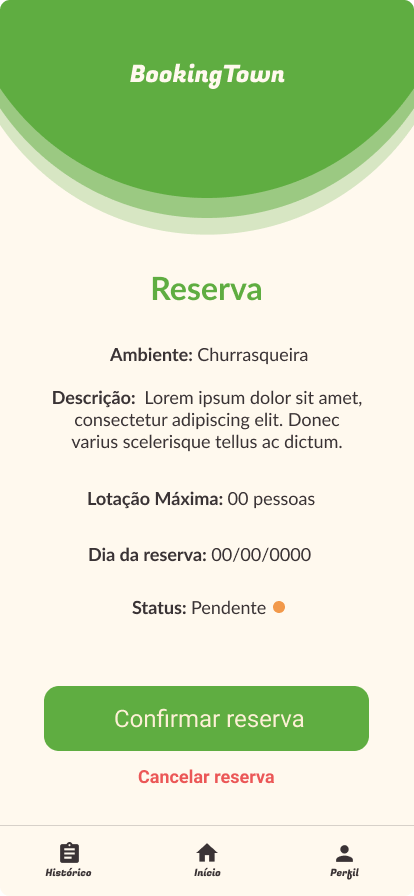 BookingTown
Reserva
Ambiente: Churrasqueira
Descrição: Lorem ipsum dolor sit amet,
consectetur adipiscing elit. Donec
varius scelerisque tellus ac dictum.
Lotação Máxima: 00 pessoas
Dia da reserva: 00/00/0000
Status: Pendente
Confirmar reserva
Cancelar reserva
Histórico
Início
Perfil